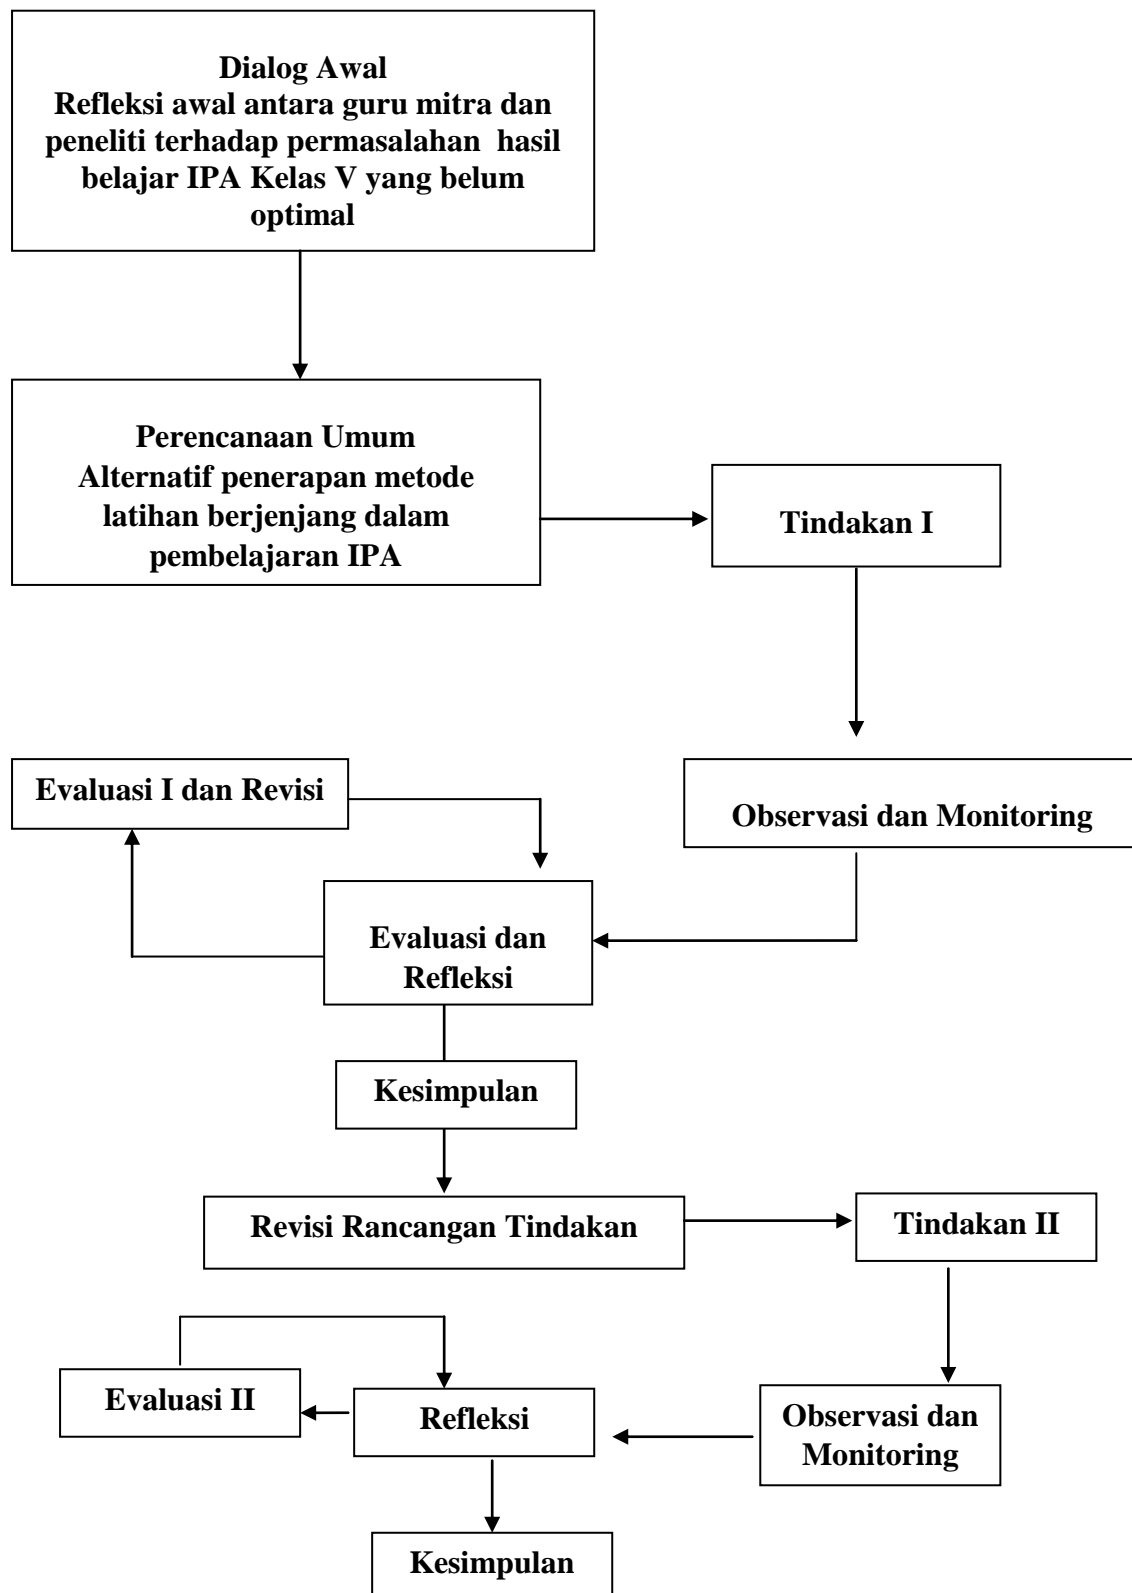 Dialog Awal
Refleksi awal antara guru mitra dan
peneliti terhadap permasalahan hasil
belajar IPA Kelas V yang belum
optimal
Perencanaan Umum
Alternatif penerapan metode
latihan berjenjang dalam
pembelajaran IPA
Tindakan I
Observasi dan Monitoring
Evaluasi I dan Revisi
Evaluasi dan
Refleksi
Kesimpulan
Revisi Rancangan Tindakan
Tindakan II
Observasi dan
Monitoring
Refleksi
Evaluasi II
Kesimpulan